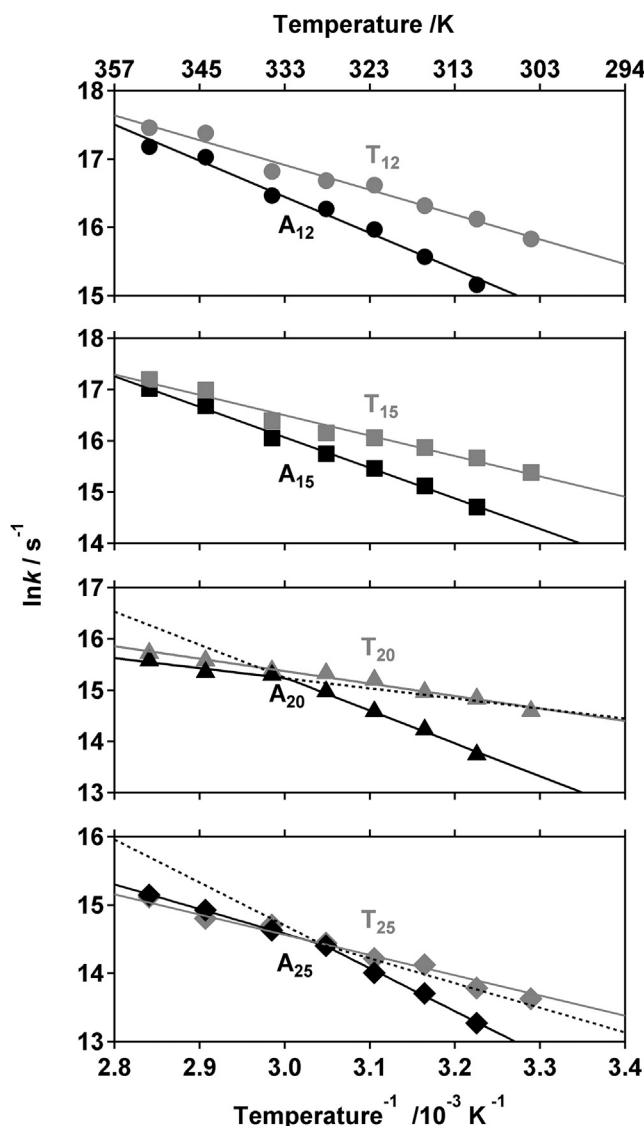 Temperature /K
357 345 333 323 313 303 294
18
17
16
15
T12
A12
18
17
16
15
14
T15
A15
lnk / s-1
17
16
15
14
13
T20
A20
16
15
14
13
T25
A25
2.8 2.9 3.0 3.1 3.2 3.3 3.4
Temperature-1 /10-3 K-1